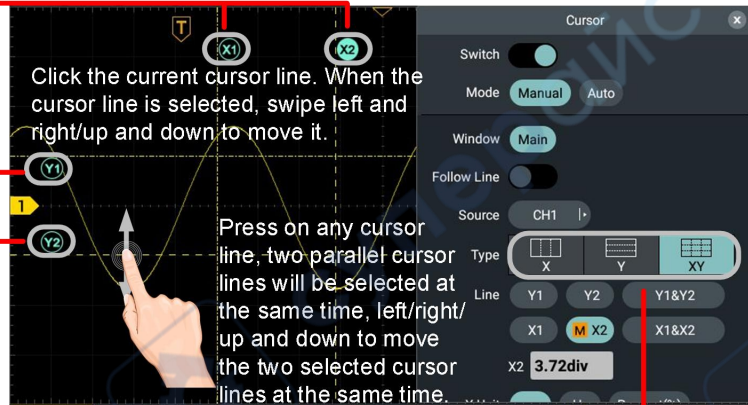 T
X1
X2
Click the current cursor line. When the
cursor line is selected, swipe left and
right/up and down to move it.
Y1
1
Y2
Press on any cursor
line, two parallel cursor
lines will be selected at
the same time, left/right/
up and down to move
the two selected cursor
lines at the same time.
Cursor
Switch
Mode Manual Auto
Window Main
Follow Line
Source CH1
Type X Y XY
Line Y1 Y2 Y1&Y2
X1 M X2 X1&X2
X2 3.72div